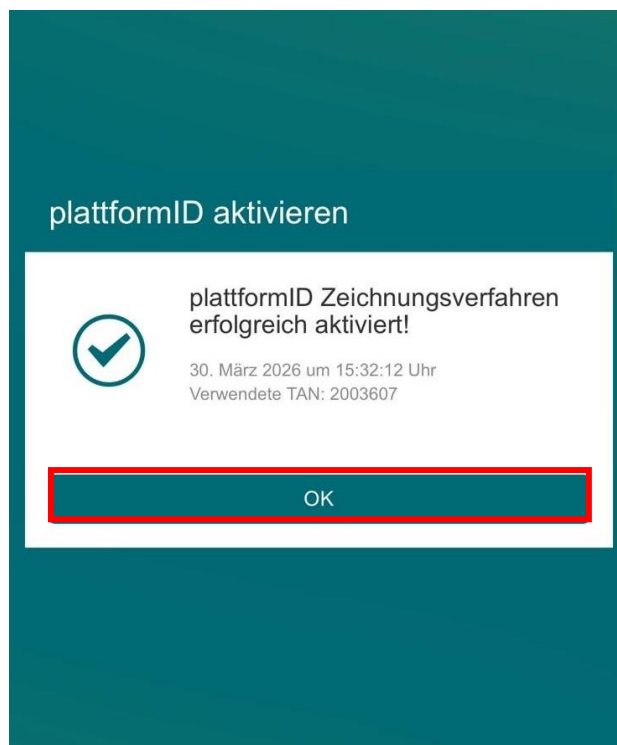 plattformID aktivieren
plattformID Zeichnungsverfahren
erfolgreich aktiviert!
30. März 2026 um 15:32:12 Uhr
Verwendete TAN: 2003607
OK